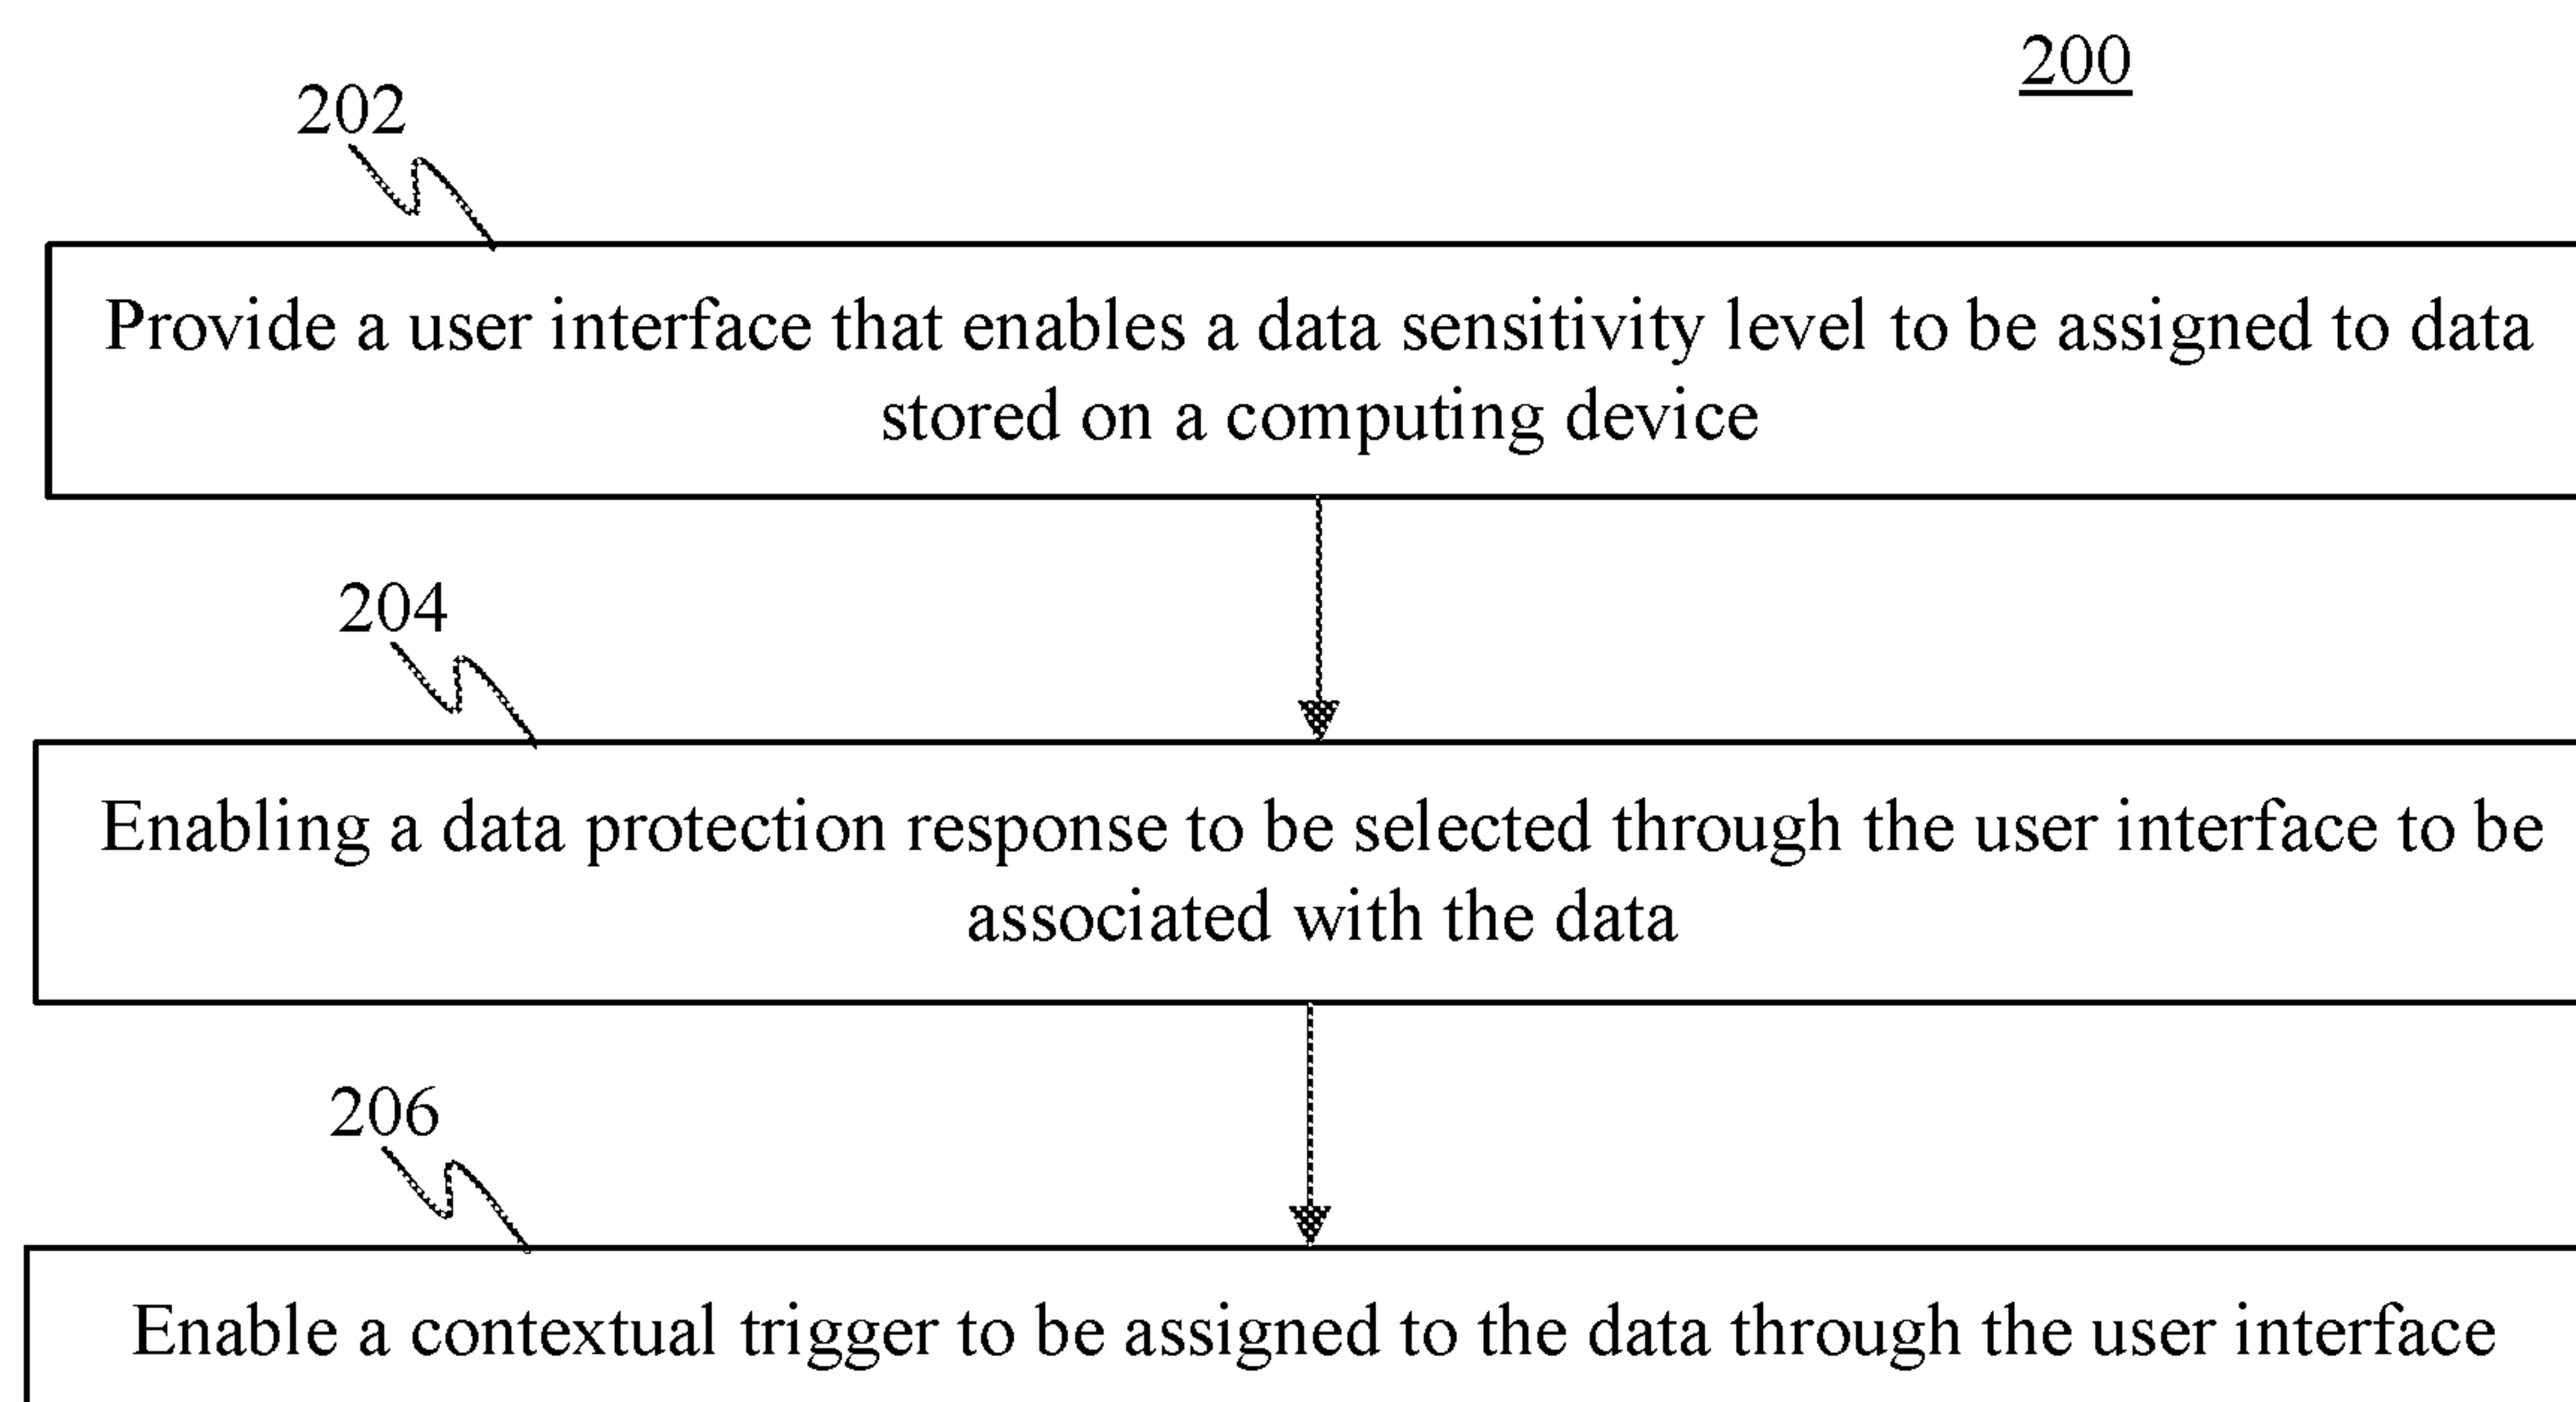 200
202
Provide a user interface that enables a data sensitivity level to be assigned to data
stored on a computing device
204
Enabling a data protection response to be selected through the user interface to be
associated with the data
206
Enable a contextual trigger to be assigned to the data through the user interface